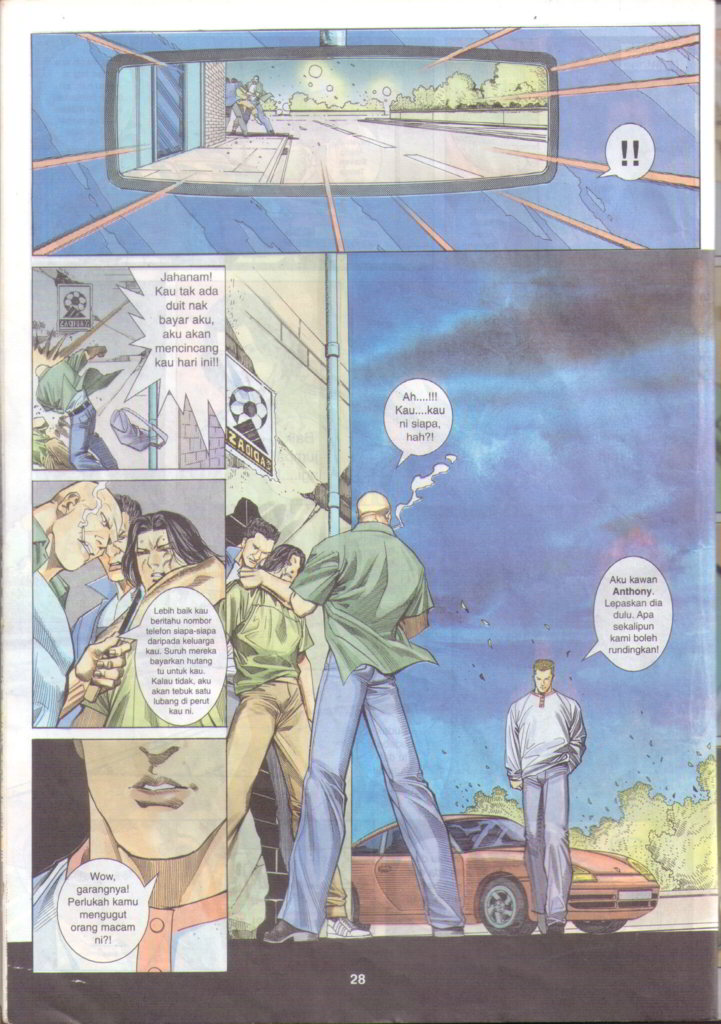 !!
Jahanam!
Kau tak ada
duit nak
bayar aku,
aku akan
mencincang
kau hari ini!!
ZADIDAS
Lebih baik kau
beritahu nombor
telefon siapa-siapa
daripada keluarga
kau. Suruh mereka
bayarkan hutang
tu untuk kau.
Kalau tidak, aku
akan tebuk satu
lubang di perut
kau ni.
Wow,
garangnya!
Perlukah kamu
mengugut
orang macam
ni?!
ZADIDAS
Ah....!!!
Kau....kau
ni siapa,
hah?!
Aku kawan
Anthony.
Lepaskan dia
dulu. Apa
sekalipun
kami boleh
rundingkan!
28